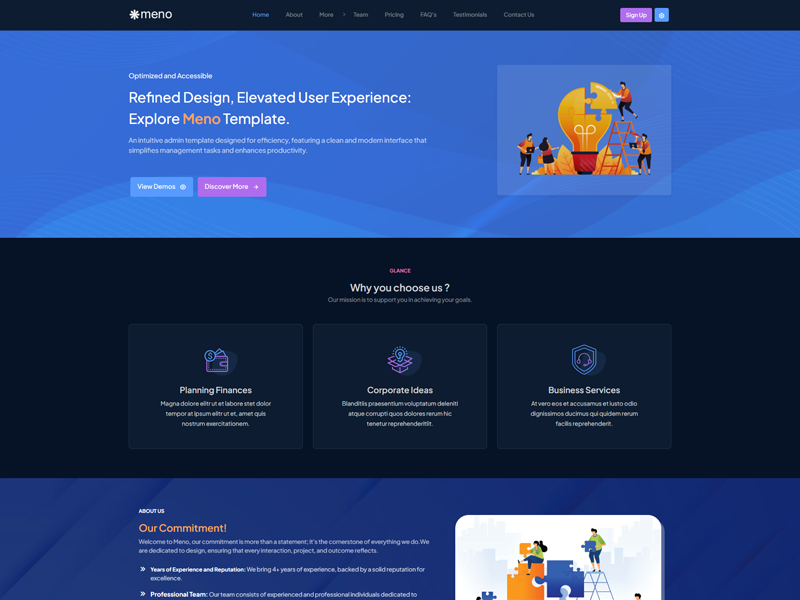 meno
Home About More Team Pricing FAQ's Testimonials Contact Us
Sign Up
Optimized and Accessible
Refined Design, Elevated User Experience:
Explore Meno Template.
An intuitive admin template designed for efficiency, featuring a clean and modern interface that
simplifies management tasks and enhances productivity.
View Demos
Discover More
GLANCE
Why you choose us ?
Our mission is to support you in achieving your goals.
Planning Finances
Magna dolore elitr ut et labore stet dolor
tempor at ipsum elitr ut et, amet quis
nostrum exercitationem.
Corporate Ideas
Blanditiis praesentium voluptatum deleniti
atque corrupti quos dolores rerum hic
tenetur reprehenderitlit.
Business Services
At vero eos et accusamus et iusto odio
dignissimos ducimus qui quidem rerum
facilis reprehenderit.
ABOUT US
Our Commitment!
Welcome to Meno, our commitment is more than a statement; it's the cornerstone of everything we do.We
are dedicated to design, ensuring that every interaction, project, and outcome reflects.
Years of Experience and Reputation: We bring 4+ years of experience, backed by a solid reputation for
excellence.
Professional Team: Our team consists of experienced and professional individuals dedicated to